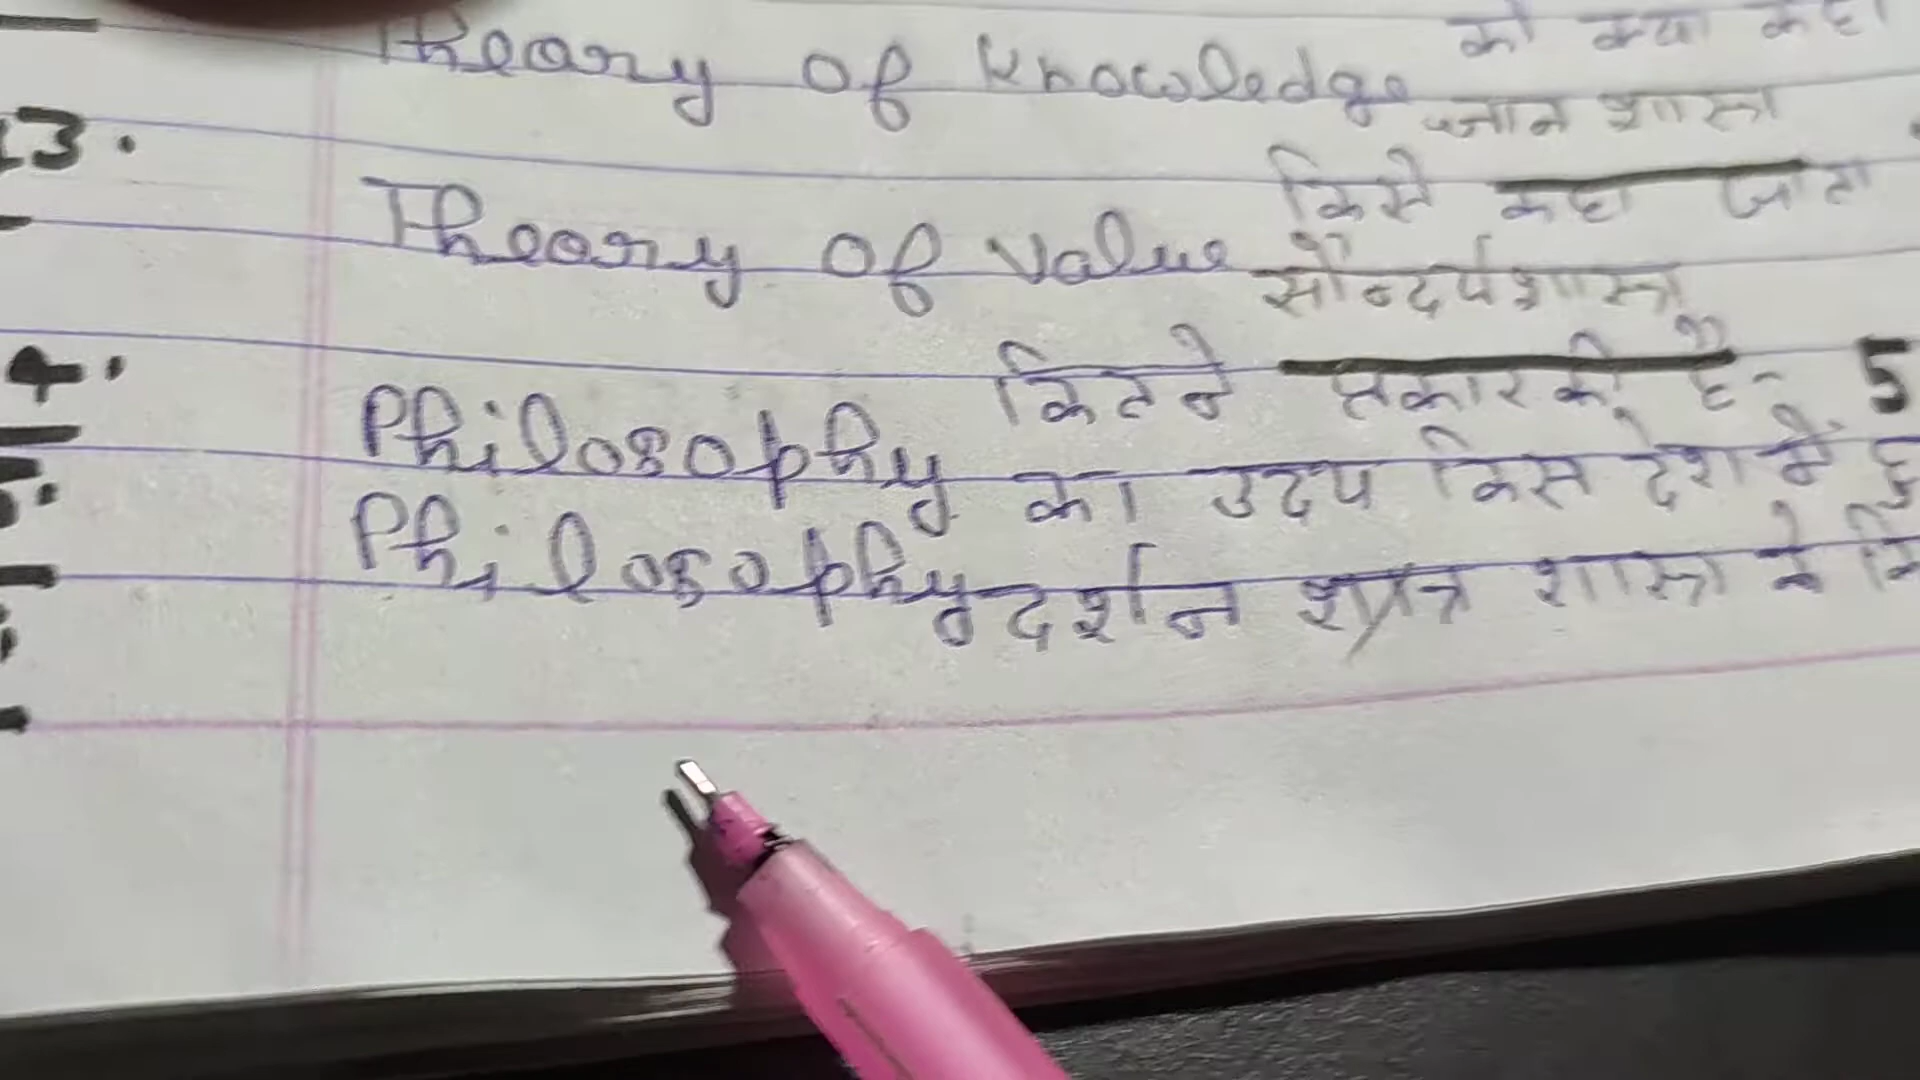 Theory of Knowledge को क्या कहा
ज्ञान शास्त्र
13. Theory of Value किसे कहा जाता
सौन्दर्यशास्त्र
4. Philosophy कितने प्रकार की है - 5
Philosophy का उदय किस देश में
Philosophy दर्शन शास्त्र के